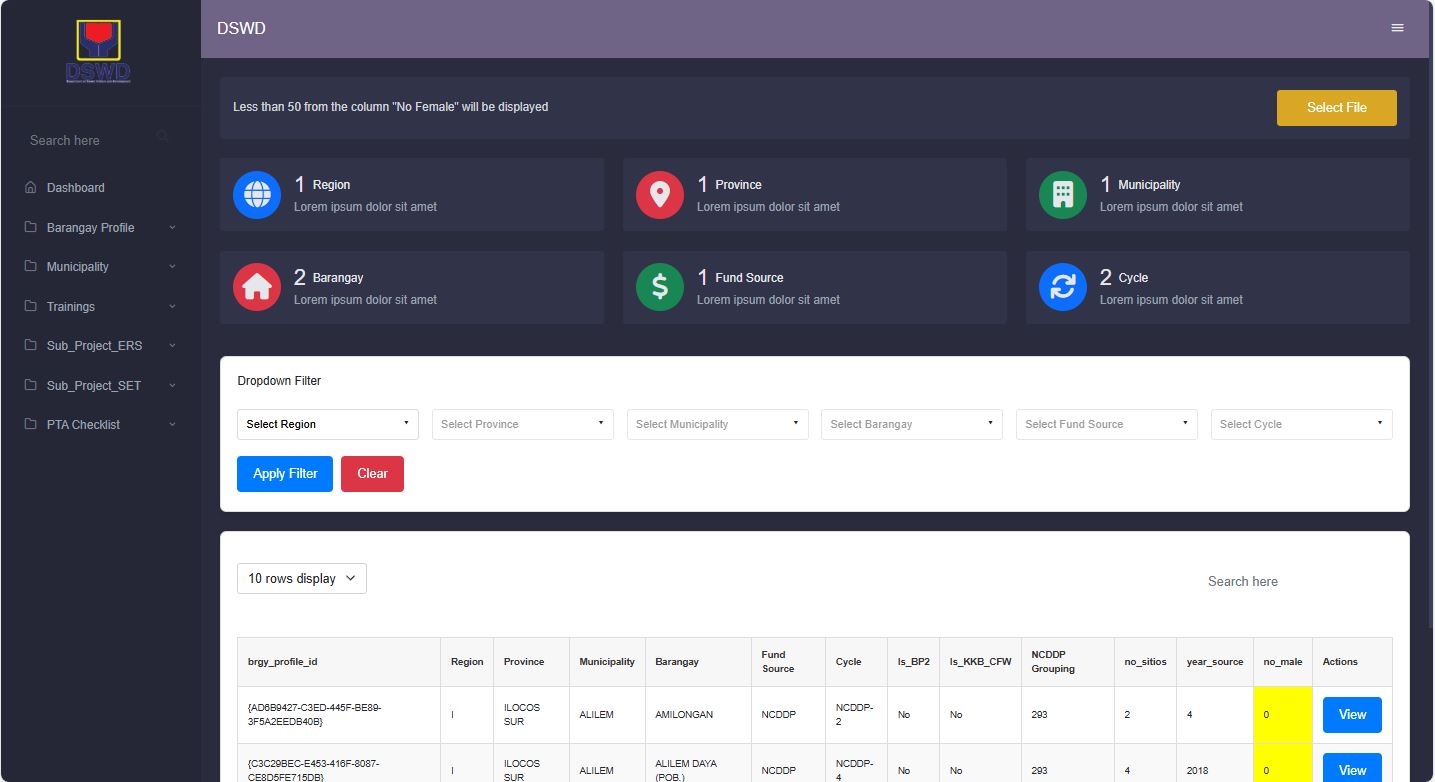 DSWD
DSWD
Search here
Dashboard
Barangay Profile
Municipality
Trainings
Sub_Project_ERS
Sub_Project_SET
PTA Checklist
Less than 50 from the column "No Female" will be displayed
Select File
1 Region
Lorem ipsum dolor sit amet
1 Province
Lorem ipsum dolor sit amet
1 Municipality
Lorem ipsum dolor sit amet
2 Barangay
Lorem ipsum dolor sit amet
1 Fund Source
Lorem ipsum dolor sit amet
2 Cycle
Lorem ipsum dolor sit amet
Dropdown Filter
Select Region
Select Province
Select Municipality
Select Barangay
Select Fund Source
Select Cycle
Apply Filter
Clear
10 rows display
Search here
brgy_profile_id
Region
Province
Municipality
Barangay
Fund
Source
Cycle
Is_BP2
Is_KKB_CFW
NCDDP
Grouping
no_sitios
year_source
no_male
Actions
{AD6B9427-C3ED-445F-BE89-
3F5A2EEDB40B}
I
ILOCOS
SUR
ALILEM
AMILONGAN
NCDDP
NCDDP-
2
No
No
293
2
4
0
View
{C3C29BEC-E453-416F-8087-
CE8D5FE715DB}
I
ILOCOS
SUR
ALILEM
ALILEM DAYA
(POB.)
NCDDP
NCDDP-
4
No
No
293
4
2018
0
View